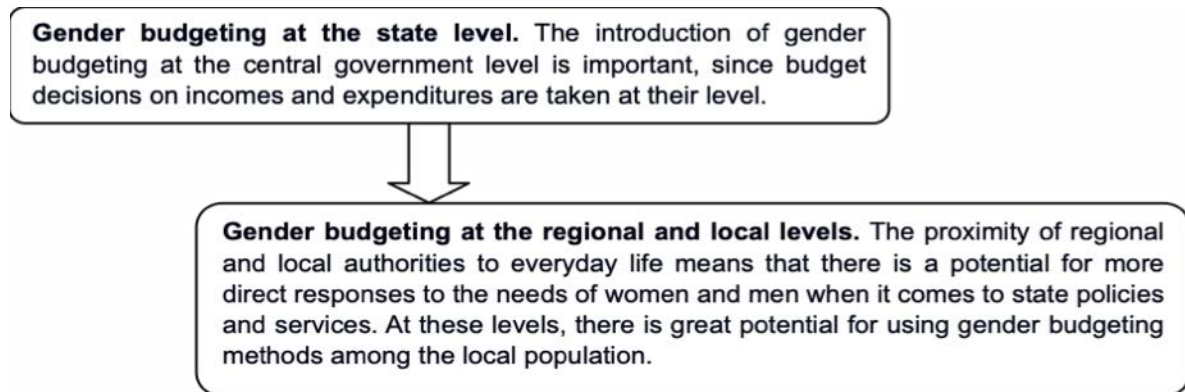 Gender budgeting at the state level. The introduction of gender
budgeting at the central government level is important, since budget
decisions on incomes and expenditures are taken at their level.
Gender budgeting at the regional and local levels. The proximity of regional
and local authorities to everyday life means that there is a potential for more
direct responses to the needs of women and men when it comes to state policies
and services. At these levels, there is great potential for using gender budgeting
methods among the local population.